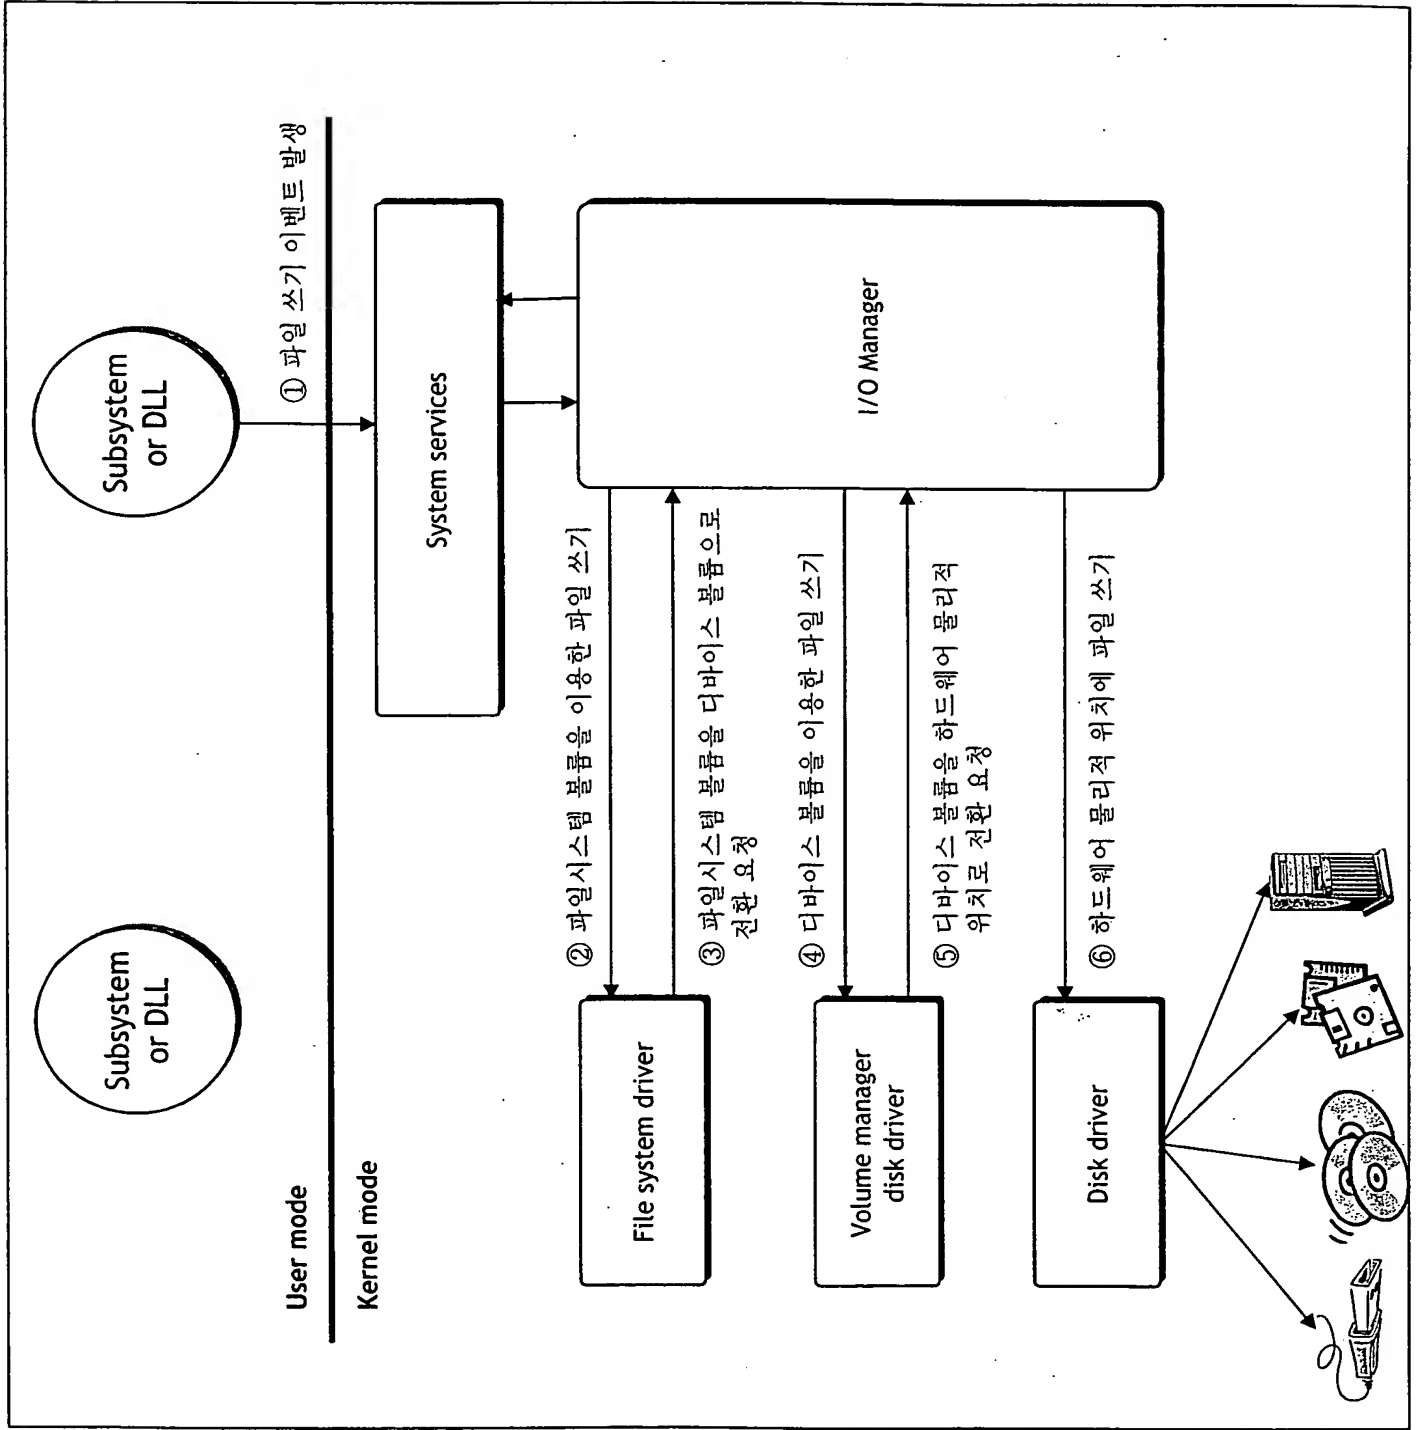 Subsystem
or DLL
Subsystem
or DLL
① 파일 쓰기 이벤트 발생
User mode
Kernel mode
System services
② 파일시스템 볼륨을 이용한 파일 쓰기
File system driver
③ 파일시스템 볼륨을 디바이스 볼륨으로
전환 요청
I/O Manager
④ 디바이스 볼륨을 이용한 파일 쓰기
Volume manager
disk driver
⑤ 디바이스 볼륨을 하드웨어 물리적
위치로 전환 요청
⑥ 하드웨어 물리적 위치에 파일 쓰기
Disk driver